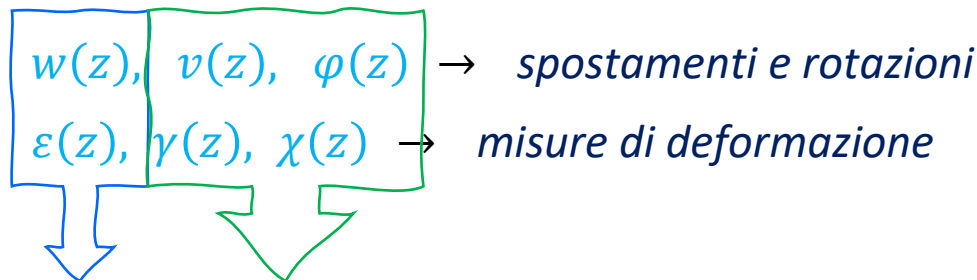 w(z), v(z), φ(z) → spostamenti e rotazioni
ε(z), γ(z), χ(z) → misure di deformazione